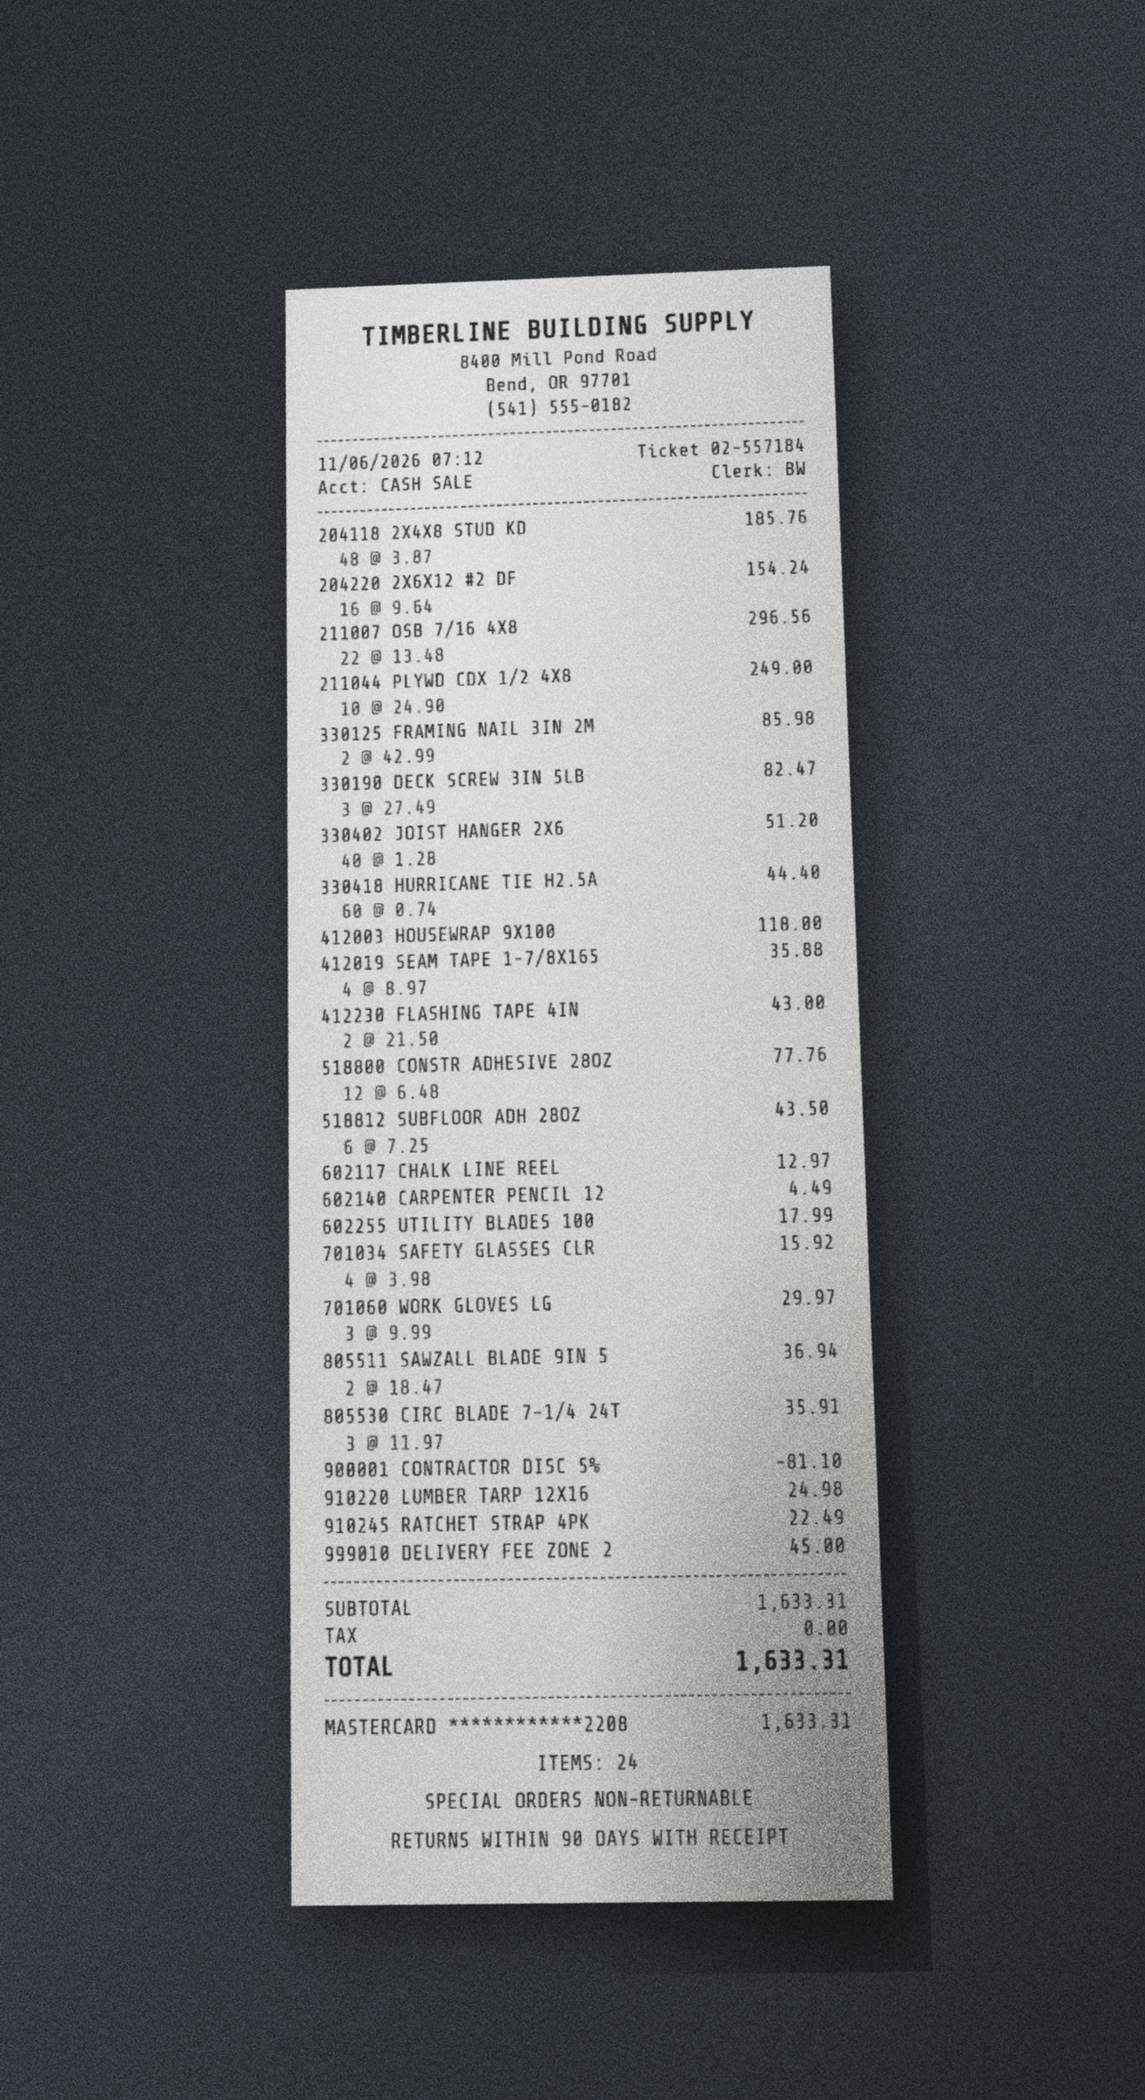 TIMBERLINE BUILDING SUPPLY
8400 Mill Pond Road
Bend, OR 97701
(541) 555-0182
11/06/2026 07:12 Ticket 02-557184
Acct: CASH SALE Clerk: BW
204118 2X4X8 STUD KD 185.76
48 @ 3.87
204220 2X6X12 #2 DF 154.24
16 @ 9.64
211007 OSB 7/16 4X8 296.56
22 @ 13.48
211044 PLYWD CDX 1/2 4X8 249.00
10 @ 24.90
330125 FRAMING NAIL 3IN 2M 85.98
2 @ 42.99
330190 DECK SCREW 3IN 5LB 82.47
3 @ 27.49
330402 JOIST HANGER 2X6 51.20
40 @ 1.28
330418 HURRICANE TIE H2.5A 44.40
60 @ 0.74
412003 HOUSEWRAP 9X100 118.00
412019 SEAM TAPE 1-7/8X165 35.88
4 @ 8.97
412230 FLASHING TAPE 4IN 43.00
2 @ 21.50
518800 CONSTR ADHESIVE 28OZ 77.76
12 @ 6.48
518812 SUBFLOOR ADH 28OZ 43.50
6 @ 7.25
602117 CHALK LINE REEL 12.97
602140 CARPENTER PENCIL 12 4.49
602255 UTILITY BLADES 100 17.99
701034 SAFETY GLASSES CLR 15.92
4 @ 3.98
701060 WORK GLOVES LG 29.97
3 @ 9.99
805511 SAWZALL BLADE 9IN 5 36.94
2 @ 18.47
805530 CIRC BLADE 7-1/4 24T 35.91
3 @ 11.97
900001 CONTRACTOR DISC 5% -81.10
910220 LUMBER TARP 12X16 24.98
910245 RATCHET STRAP 4PK 22.49
999010 DELIVERY FEE ZONE 2 45.00
SUBTOTAL 1,633.31
TAX 0.00
TOTAL 1,633.31
MASTERCARD ************2208 1,633.31
ITEMS: 24
SPECIAL ORDERS NON-RETURNABLE
RETURNS WITHIN 90 DAYS WITH RECEIPT